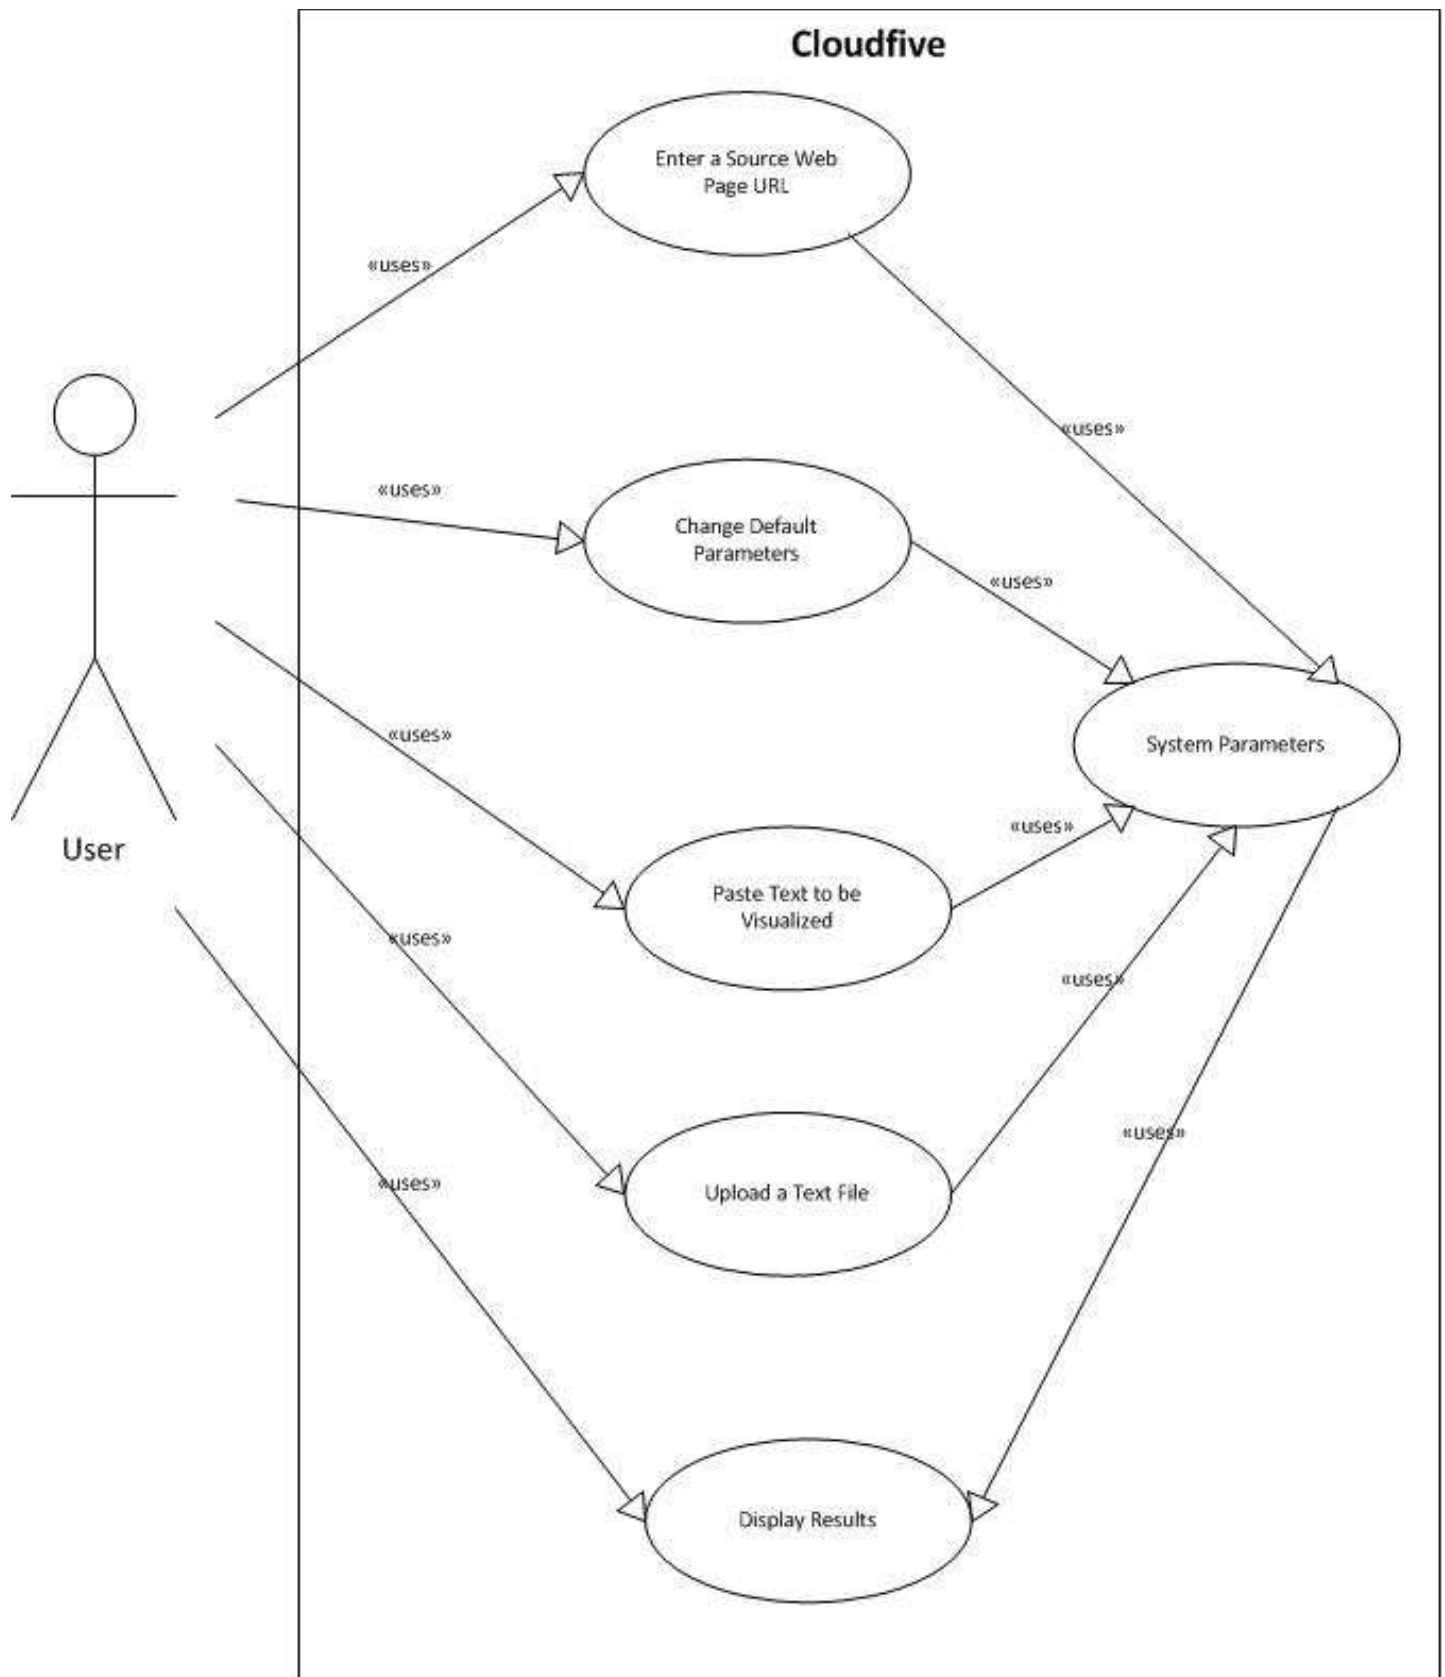 Cloudfive
Enter a Source Web
Page URL
«uses»
«uses»
«uses»
Change Default
Parameters
«uses»
«uses»
System Parameters
«uses»
User
Paste Text to be
Visualized
«uses»
«uses»
«uses»
Upload a Text File
«uses»
«uses»
Display Results